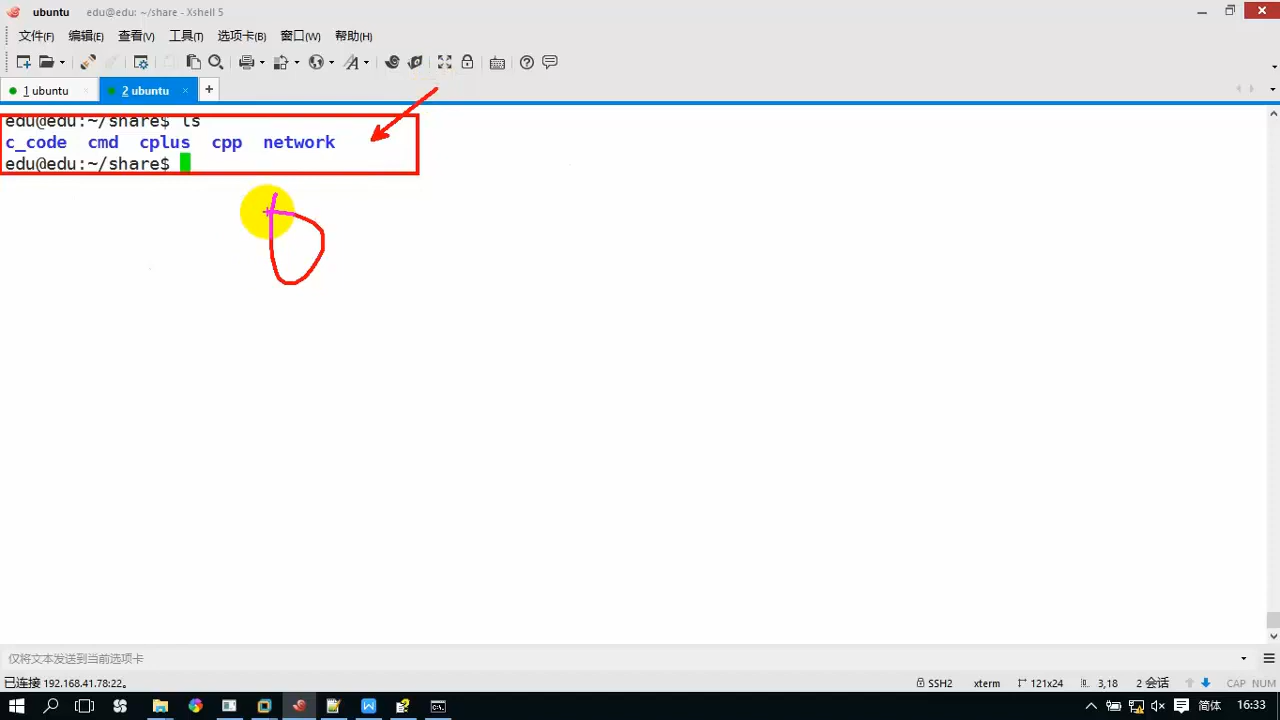 ubuntu edu@edu: ~/share - Xshell 5
文件(F) 编辑(E) 查看(V) 工具(T) 选项卡(B) 窗口(W) 帮助(H)
1 ubuntu × 2 ubuntu × +
edu@edu:~/share$ ls
c_code cmd cplus cpp network
edu@edu:~/share$
仅将文本发送到当前选项卡
已连接 192.168.41.78:22。 SSH2 xterm 121x24 3,18 2 会话 CAP NUM
简体 16:33